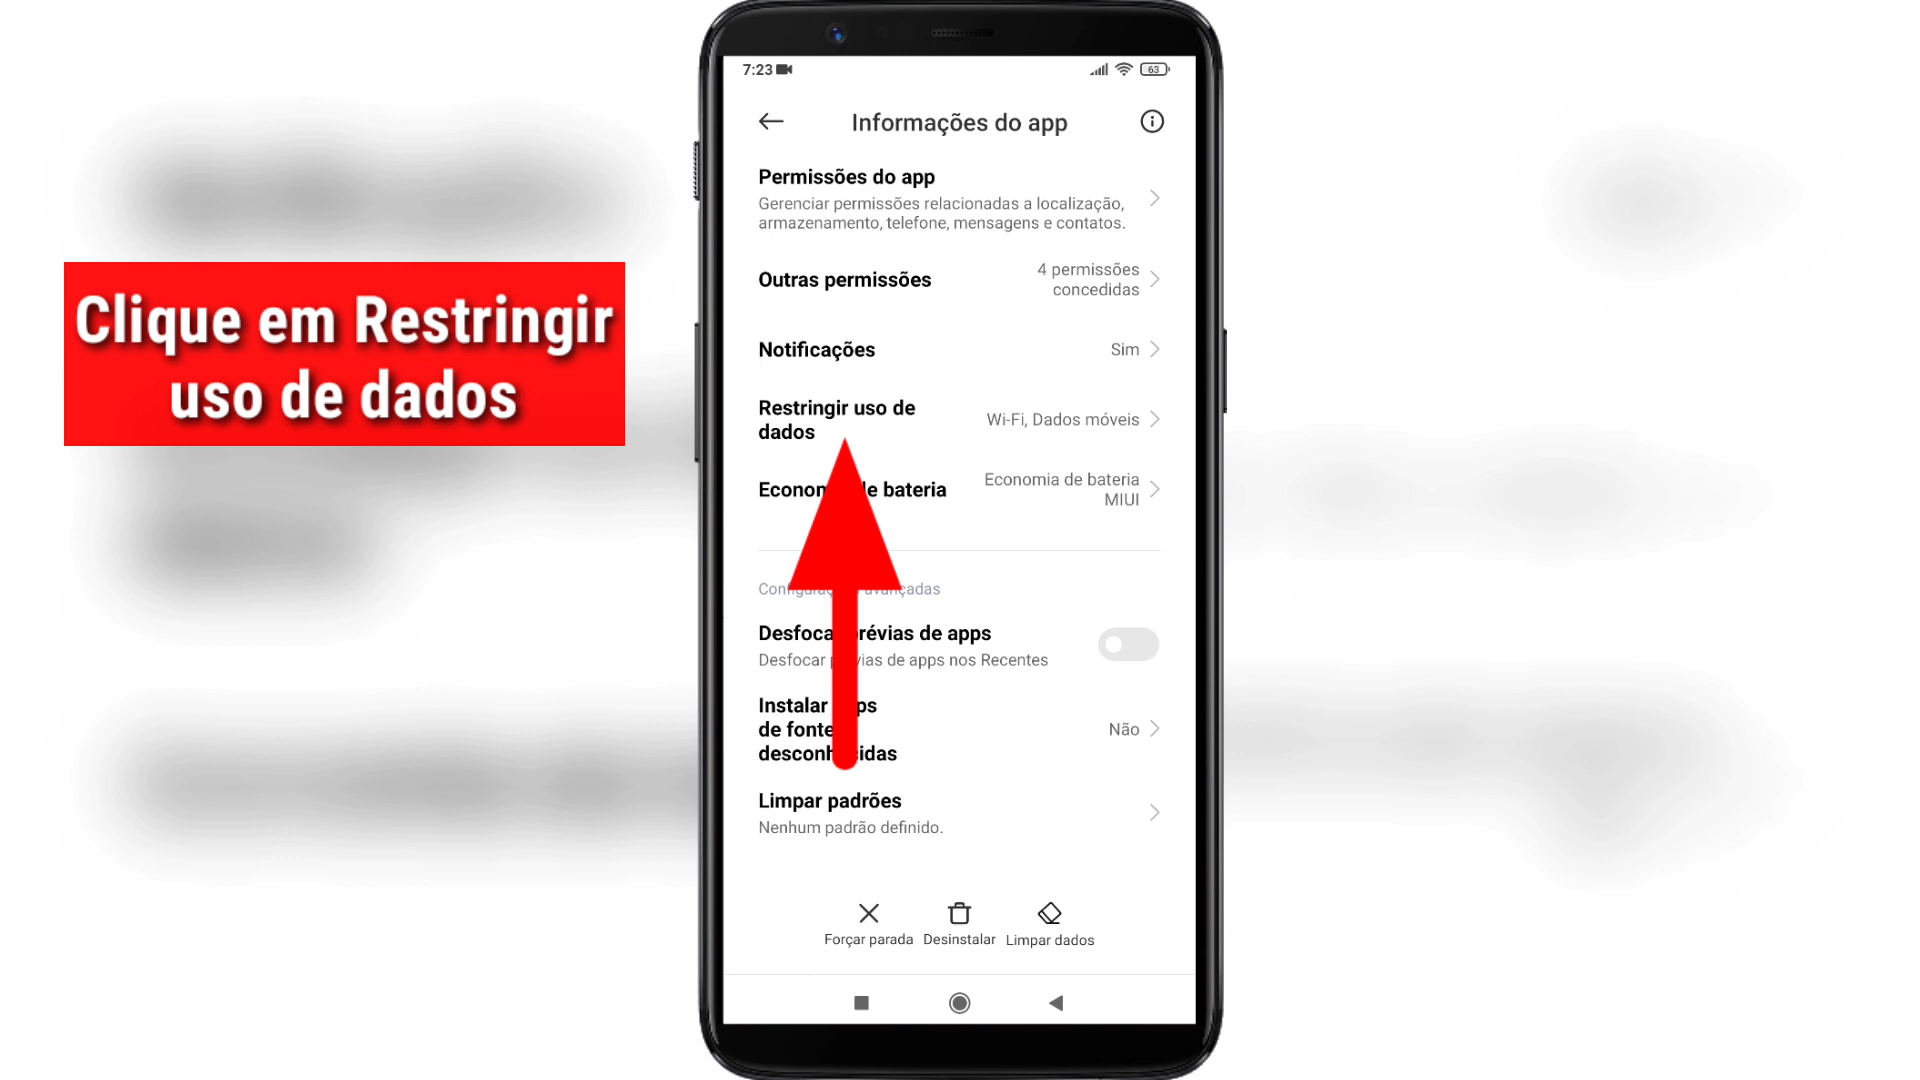 Clique em Restringir
uso de dados
7:23
63
Informações do app
Permissões do app
Gerenciar permissões relacionadas a localização,
armazenamento, telefone, mensagens e contatos.
Outras permissões
4 permissões
concedidas
Notificações
Sim
Restringir uso de
dados
Wi-Fi, Dados móveis
Economia de bateria
Economia de bateria
MIUI
Configurações avançadas
Desfocar prévias de apps
Desfocar prévias de apps nos Recentes
Instalar apps
de fontes
desconhecidas
Não
Limpar padrões
Nenhum padrão definido.
Forçar parada
Desinstalar
Limpar dados